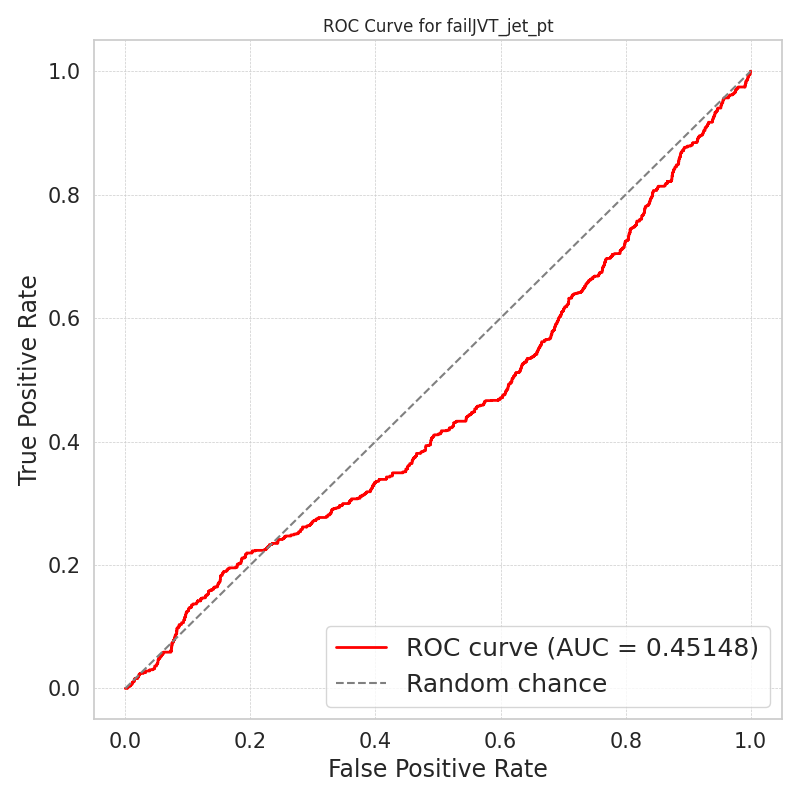 ROC Curve for failJVT_jet_pt
True Positive Rate
1.0
0.8
0.6
0.4
0.2
0.0
ROC curve (AUC = 0.45148)
Random chance
0.0 0.2 0.4 0.6 0.8 1.0
False Positive Rate